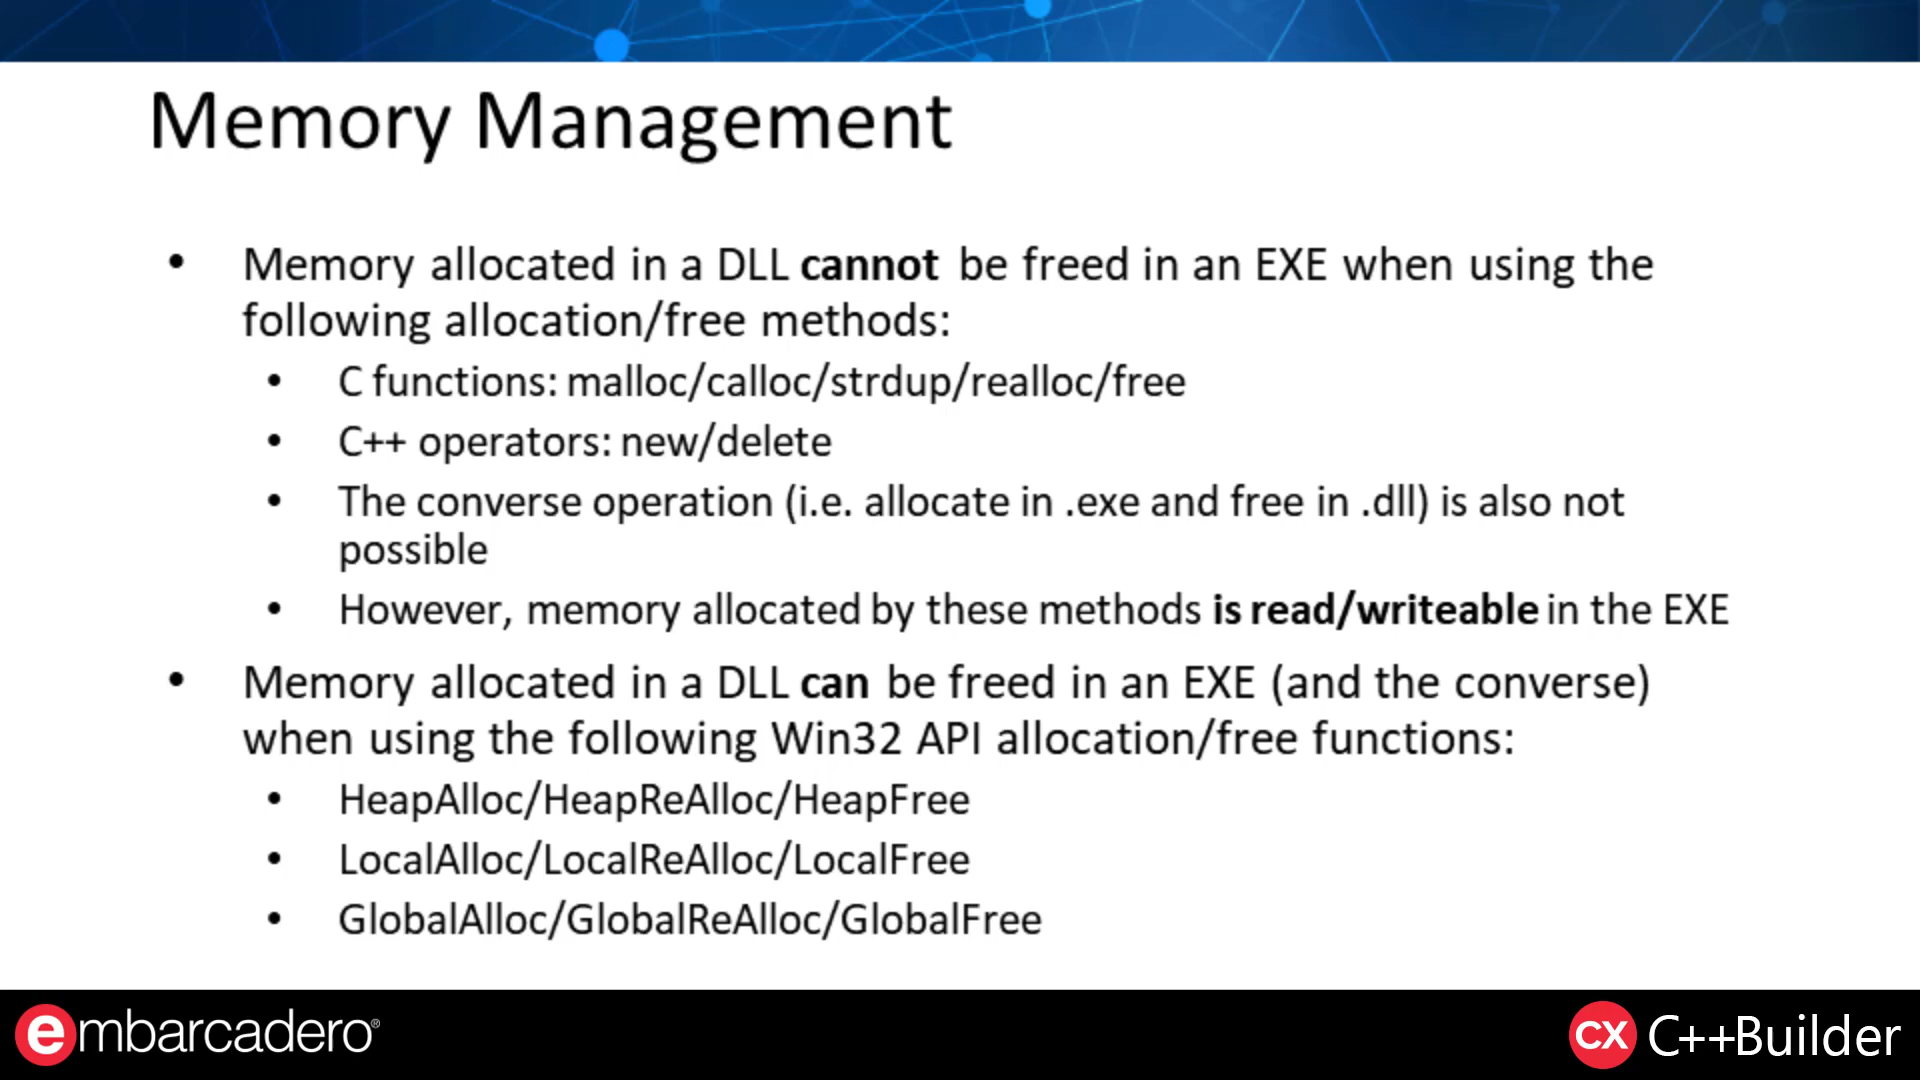 Memory Management
• Memory allocated in a DLL cannot be freed in an EXE when using the
following allocation/free methods:
• C functions: malloc/calloc/strdup/realloc/free
• C++ operators: new/delete
• The converse operation (i.e. allocate in .exe and free in .dll) is also not
possible
• However, memory allocated by these methods is read/writeable in the EXE
• Memory allocated in a DLL can be freed in an EXE (and the converse)
when using the following Win32 API allocation/free functions:
• HeapAlloc/HeapReAlloc/HeapFree
• LocalAlloc/LocalReAlloc/LocalFree
• GlobalAlloc/GlobalReAlloc/GlobalFree
embarcadero®
CX C++Builder